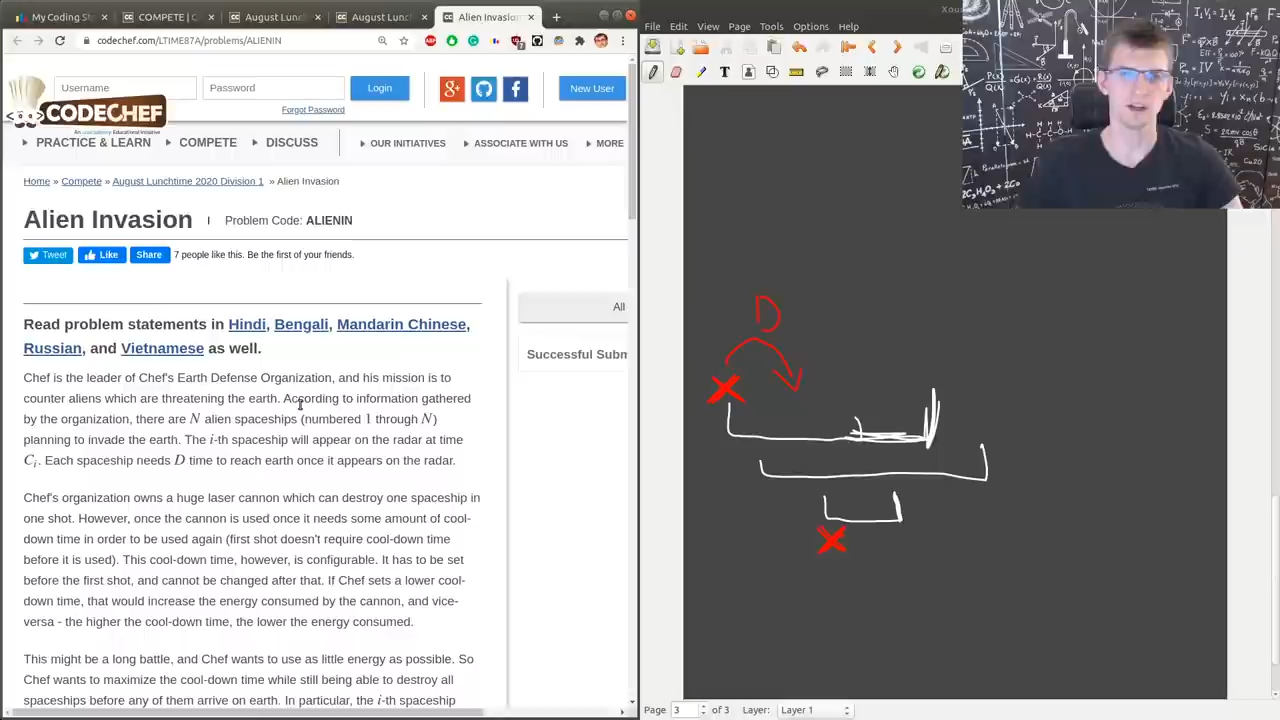 My Coding St
COMPETE | C
August Lunch
August Lunch
Alien Invasion
codechef.com/LTIME87A/problems/ALIENIN
Username
Password
Login
New User
Forgot Password
CODECHEF
An unacademy Educational Initiative
PRACTICE & LEARN
COMPETE
DISCUSS
OUR INITIATIVES
ASSOCIATE WITH US
MORE
Home » Compete » August Lunchtime 2020 Division 1 » Alien Invasion
Alien Invasion
Problem Code: ALIENIN
Tweet
Like
Share
7 people like this. Be the first of your friends.
All
Successful Subm
Read problem statements in Hindi, Bengali, Mandarin Chinese,
Russian, and Vietnamese as well.
Chef is the leader of Chef's Earth Defense Organization, and his mission is to
counter aliens which are threatening the earth. According to information gathered
by the organization, there are N alien spaceships (numbered 1 through N)
planning to invade the earth. The i-th spaceship will appear on the radar at time
Ci. Each spaceship needs D time to reach earth once it appears on the radar.
Chef's organization owns a huge laser cannon which can destroy one spaceship in
one shot. However, once the cannon is used once it needs some amount of cool-
down time in order to be used again (first shot doesn't require cool-down time
before it is used). This cool-down time, however, is configurable. It has to be set
before the first shot, and cannot be changed after that. If Chef sets a lower cool-
down time, that would increase the energy consumed by the cannon, and vice-
versa - the higher the cool-down time, the lower the energy consumed.
This might be a long battle, and Chef wants to use as little energy as possible. So
Chef wants to maximize the cool-down time while still being able to destroy all
spaceships before any of them arrive on earth. In particular, the i-th spaceship
File Edit View Page Tools Options Help
D
Page 3 of 3 Layer: Layer 1